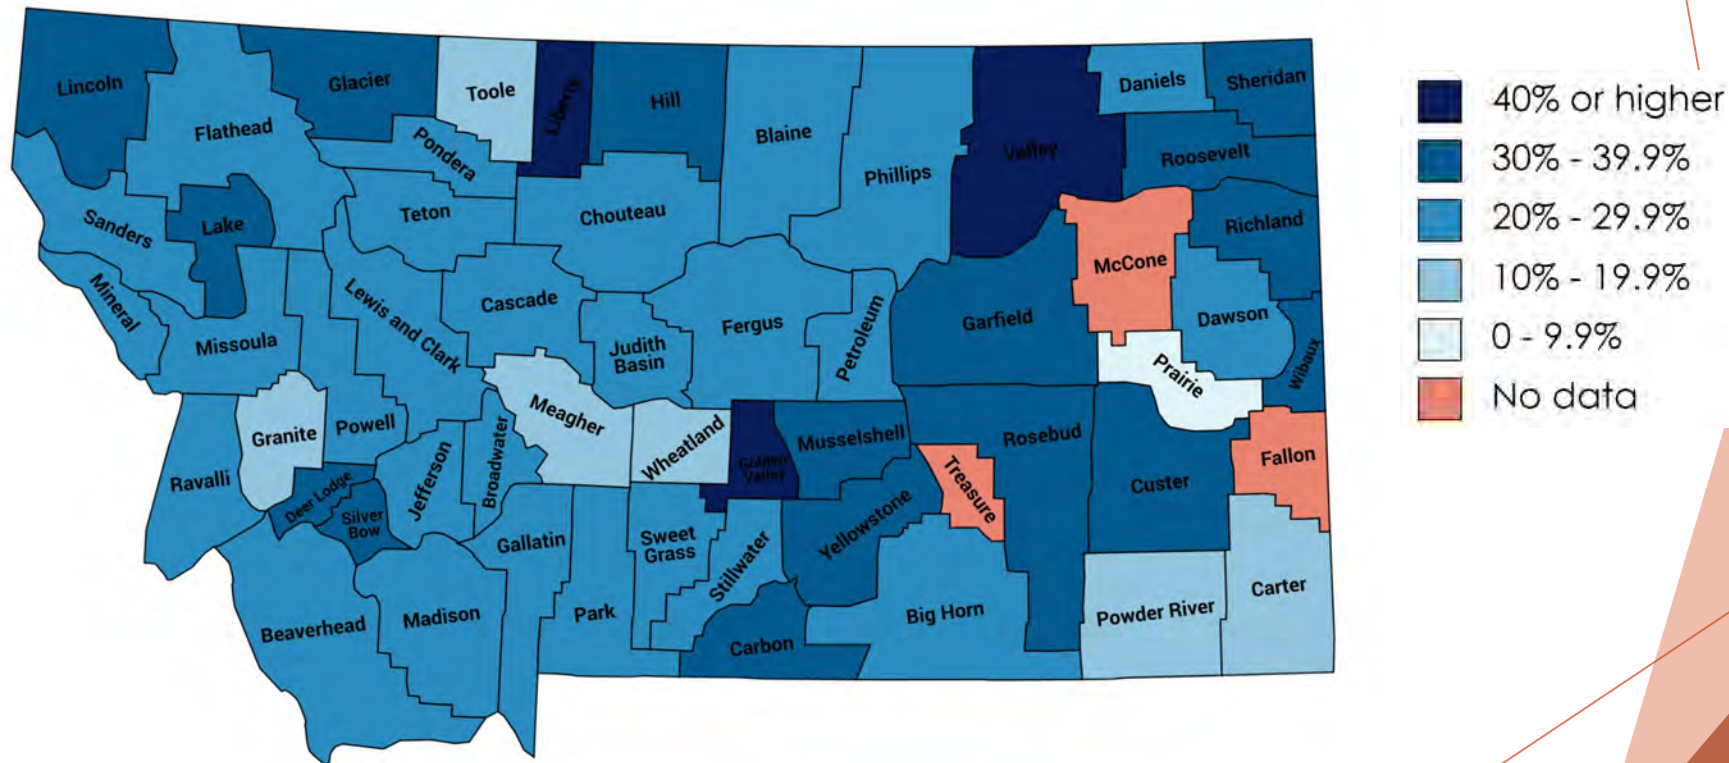 Lincoln
Flathead
Glacier
Toole
Liberty
Hill
Blaine
Phillips
Valley
Daniels
Sheridan
Roosevelt
Pondera
Teton
Chouteau
Sanders
Lake
Richland
McCone
Mineral
Missoula
Lewis and Clark
Cascade
Judith
Basin
Fergus
Petroleum
Garfield
Dawson
Wibaux
Prairie
Granite
Powell
Meagher
Wheatland
Golden
Valley
Musselshell
Rosebud
Treasure
Custer
Fallon
Ravalli
Deer Lodge
Silver
Bow
Jefferson
Broadwater
Gallatin
Sweet
Grass
Stillwater
Yellowstone
Beaverhead
Madison
Park
Carbon
Big Horn
Powder River
Carter
40% or higher
30% - 39.9%
20% - 29.9%
10% - 19.9%
0 - 9.9%
No data